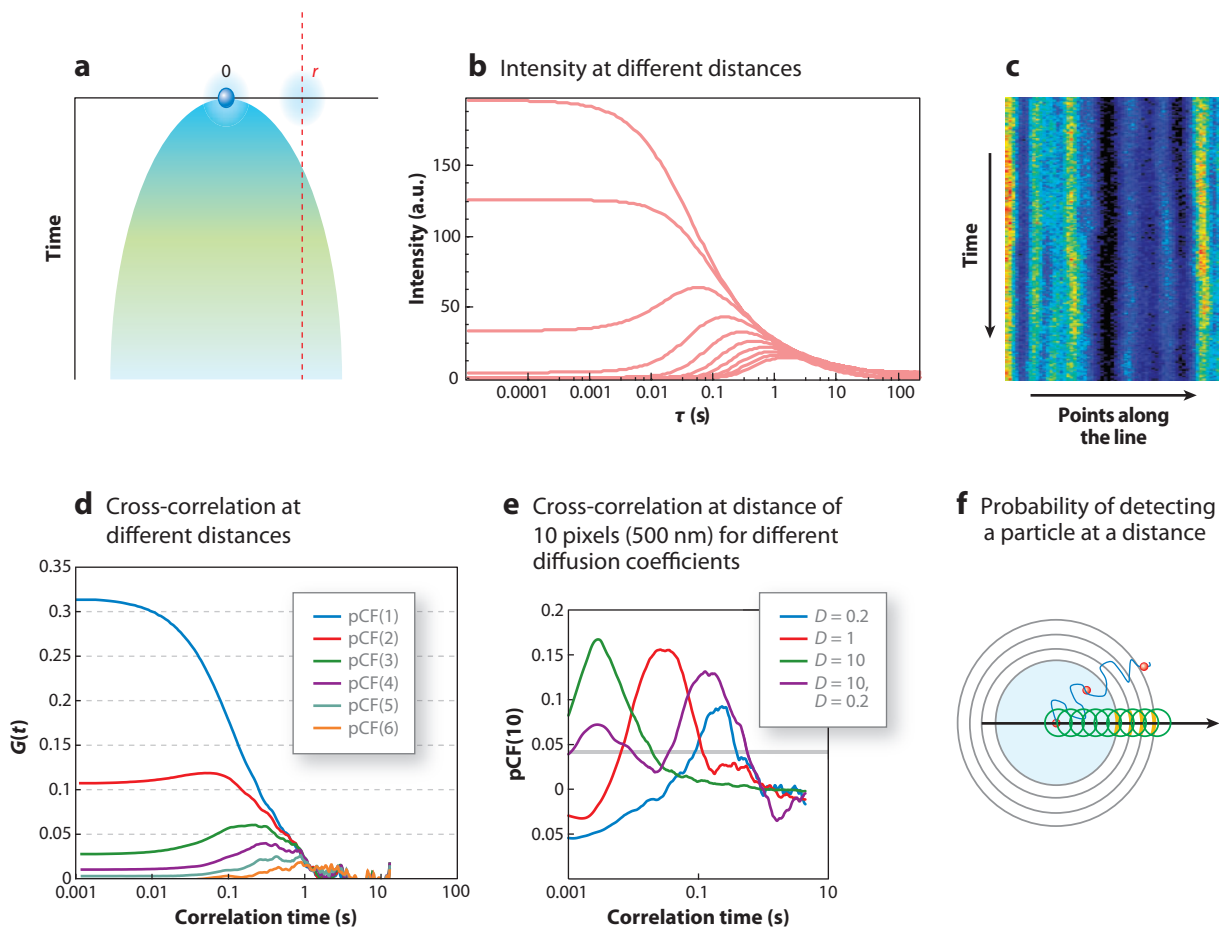 a
0
r
Time
b Intensity at different distances
Intensity (a.u.)
150
100
50
0
0.0001
0.001
0.01
0.1
1
10
100
τ (s)
c
Time
Points along
the line
d Cross-correlation at
different distances
G(t)
0.35
0.3
0.25
0.2
0.15
0.1
0.05
0
0.001
0.01
0.1
1
10
100
Correlation time (s)
pCF(1)
pCF(2)
pCF(3)
pCF(4)
pCF(5)
pCF(6)
e Cross-correlation at distance of
10 pixels (500 nm) for different
diffusion coefficients
pCF(10)
0.2
0.15
0.10
0.05
0
0.05
0.001
0.1
10
Correlation time (s)
D = 0.2
D = 1
D = 10
D = 10,
D = 0.2
f Probability of detecting
a particle at a distance